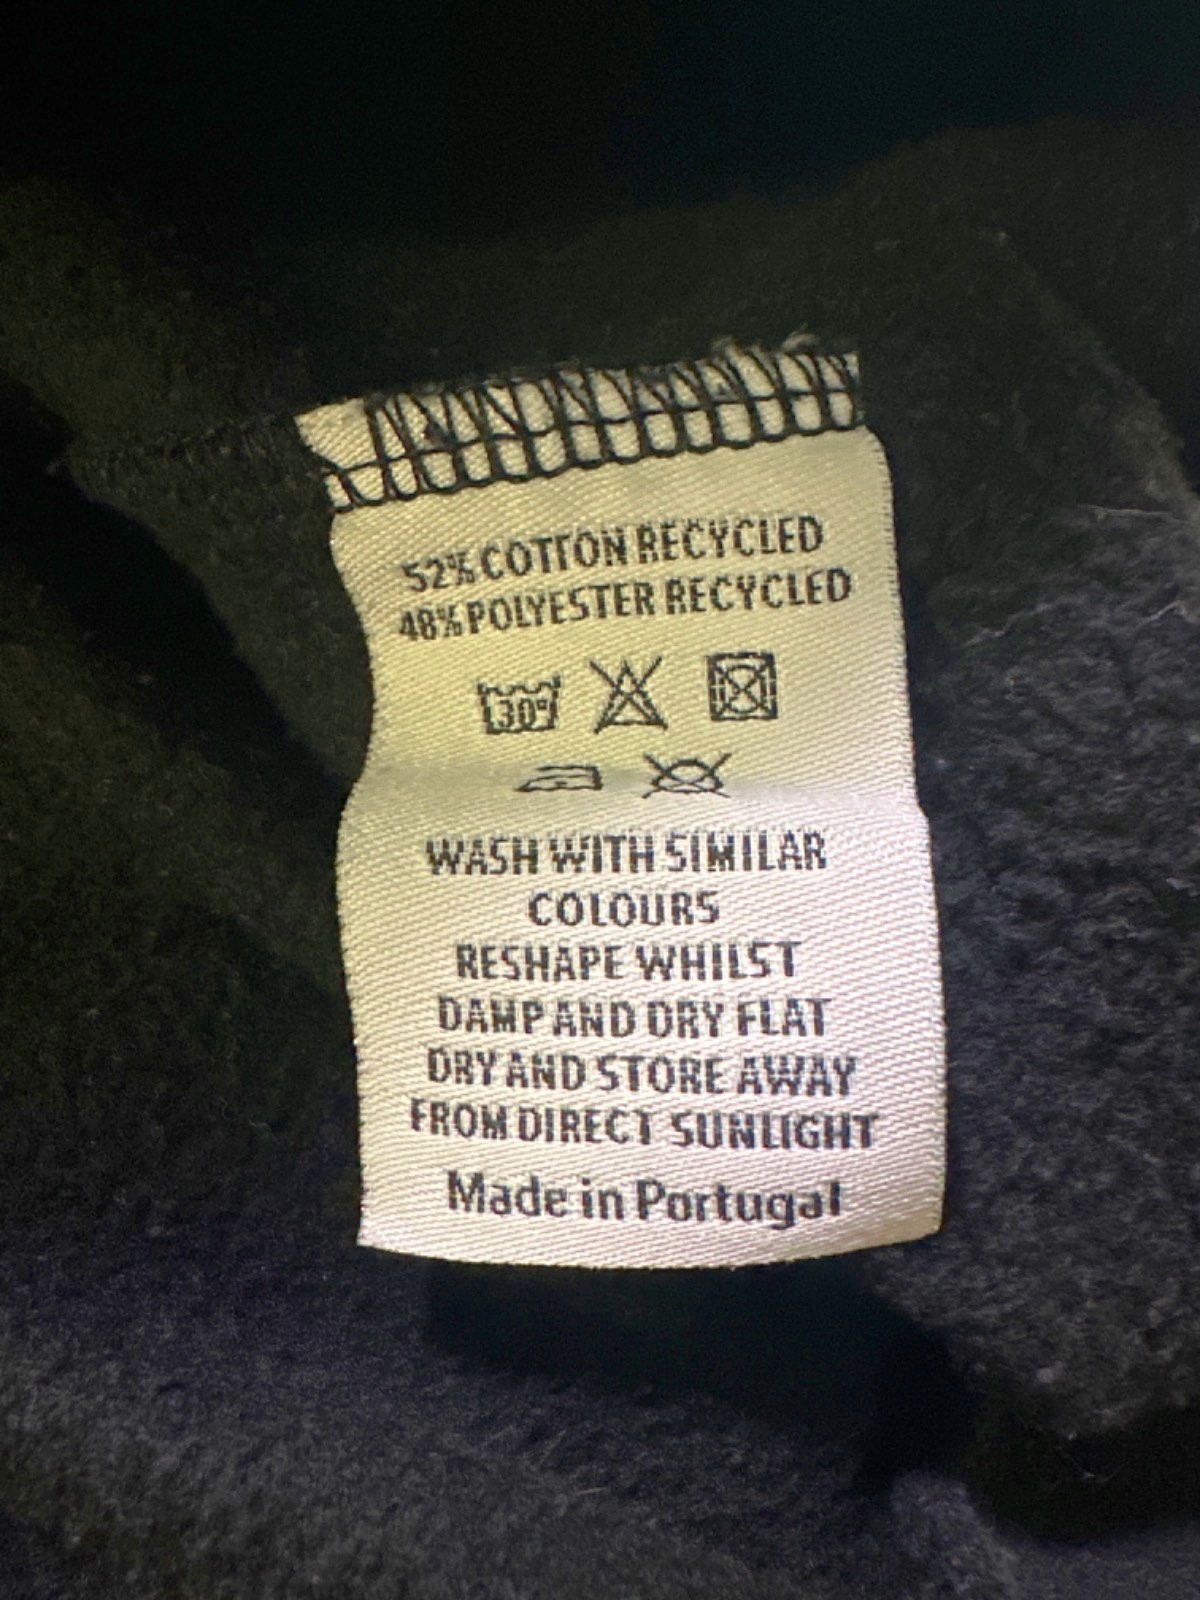 52% COTTON RECYCLED
48% POLYESTER RECYCLED
30°
WASH WITH SIMILAR
COLOURS
RESHAPE WHILST
DAMP AND DRY FLAT
DRY AND STORE AWAY
FROM DIRECT SUNLIGHT
Made in Portugal